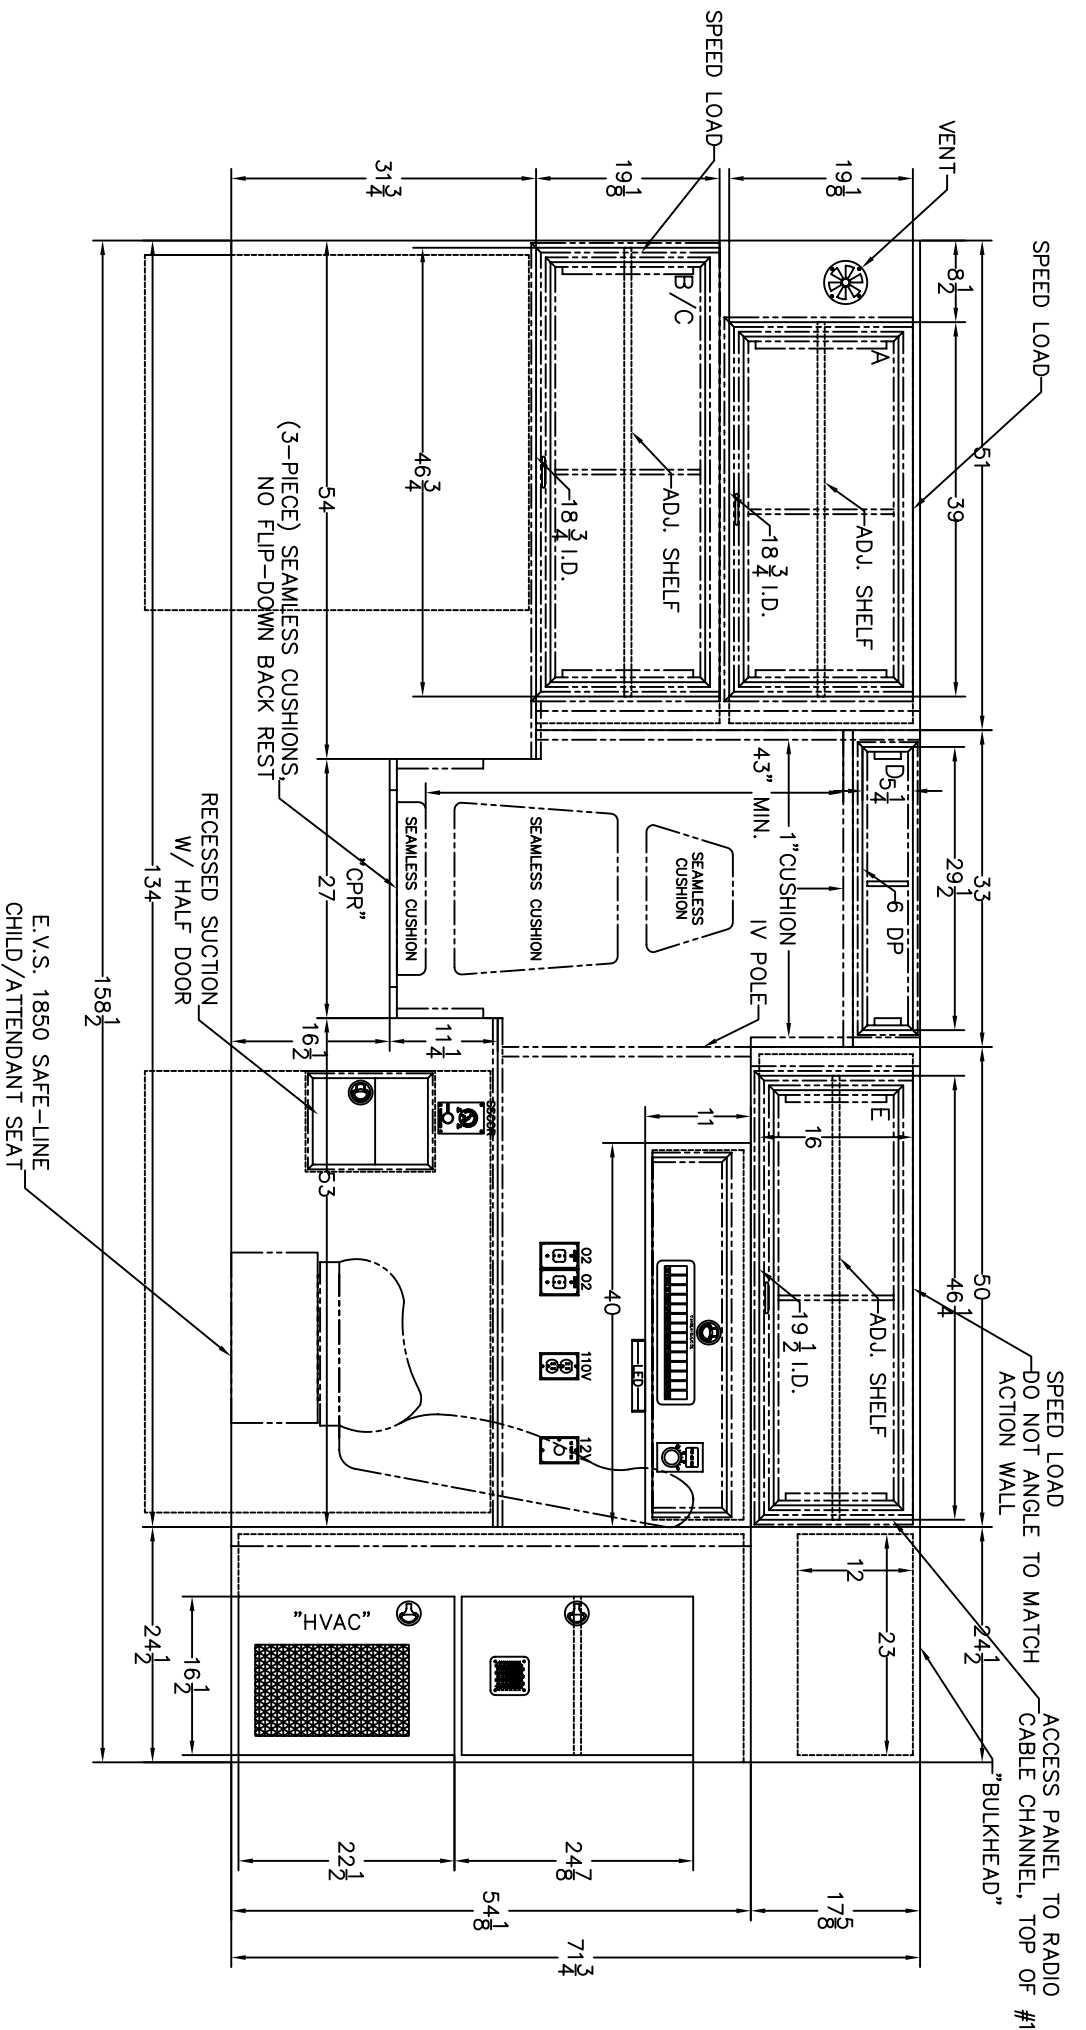 SPEED LOAD
VENT
SPEED LOAD
SPEED LOAD
DO NOT ANGLE TO MATCH
ACTION WALL
ACCESS PANEL TO RADIO
CABLE CHANNEL, TOP OF #1
"BULKHEAD"
51
33
50
24 1/2
8 1/2
39
29 1/2
46 1/4
23
12
19 1/8
19 1/8
31 3/4
A
ADJ. SHELF
18 3/4 I.D.
B/C
ADJ. SHELF
18 3/4 I.D.
46 3/4
D
5 1/4
6 DP
43" MIN.
1"CUSHION
IV POLE
E
16
ADJ. SHELF
19 1/2 I.D.
11
40
LED
O2
O2
110V
12V
SEAMLESS
CUSHION
SEAMLESS CUSHION
SEAMLESS CUSHION
"CPR"
54
27
53
11 1/4
16 1/2
(3-PIECE) SEAMLESS CUSHIONS,
NO FLIP-DOWN BACK REST
RECESSED SUCTION
W/ HALF DOOR
E.V.S. 1850 SAFE-LINE
CHILD/ATTENDANT SEAT
"HVAC"
16 1/2
24 1/2
134
158 1/2
22 1/2
24 7/8
54 1/8
17 5/8
71 3/4